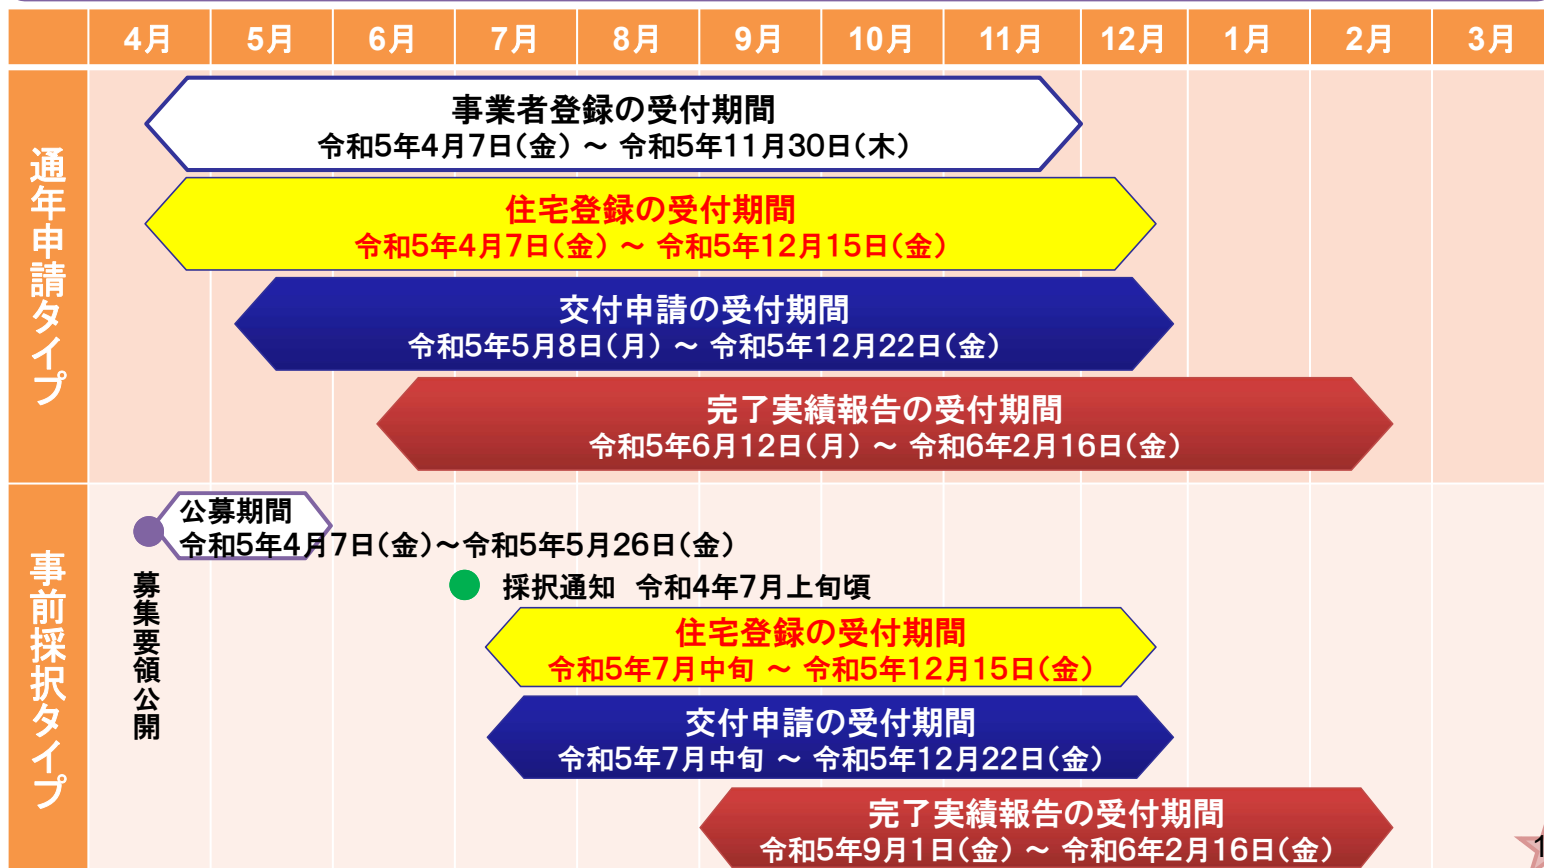 4月 5月 6月 7月 8月 9月 10月 11月 12月 1月 2月 3月
通年申請タイプ
事業者登録の受付期間
令和5年4月7日(金) ～ 令和5年11月30日(木)
住宅登録の受付期間
令和5年4月7日(金) ～ 令和5年12月15日(金)
交付申請の受付期間
令和5年5月8日(月) ～ 令和5年12月22日(金)
完了実績報告の受付期間
令和5年6月12日(月) ～ 令和6年2月16日(金)
事前採択タイプ
公募期間
令和5年4月7日(金)～令和5年5月26日(金)
募集要領公開
採択通知 令和4年7月上旬頃
住宅登録の受付期間
令和5年7月中旬 ～ 令和5年12月15日(金)
交付申請の受付期間
令和5年7月中旬 ～ 令和5年12月22日(金)
完了実績報告の受付期間
令和5年9月1日(金) ～ 令和6年2月16日(金)